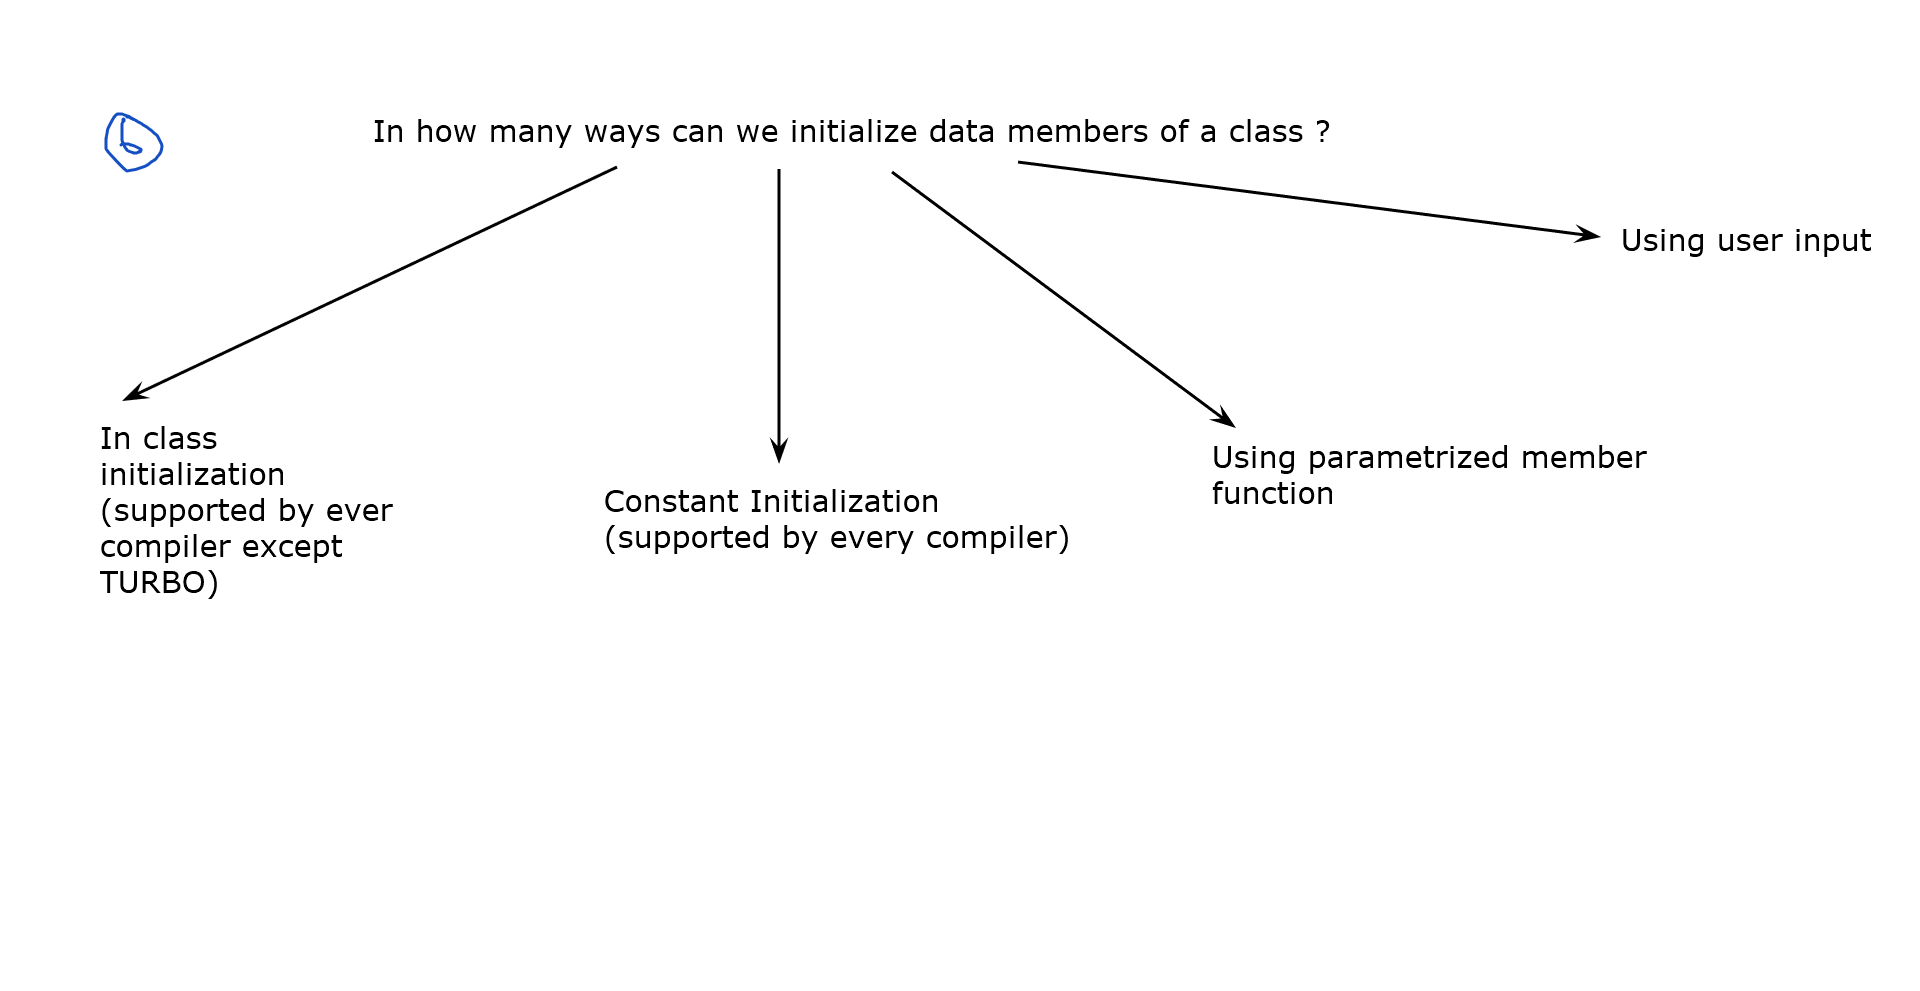 6
In how many ways can we initialize data members of a class ?
Using user input
In class
initialization
(supported by ever
compiler except
TURBO)
Constant Initialization
(supported by every compiler)
Using parametrized member
function